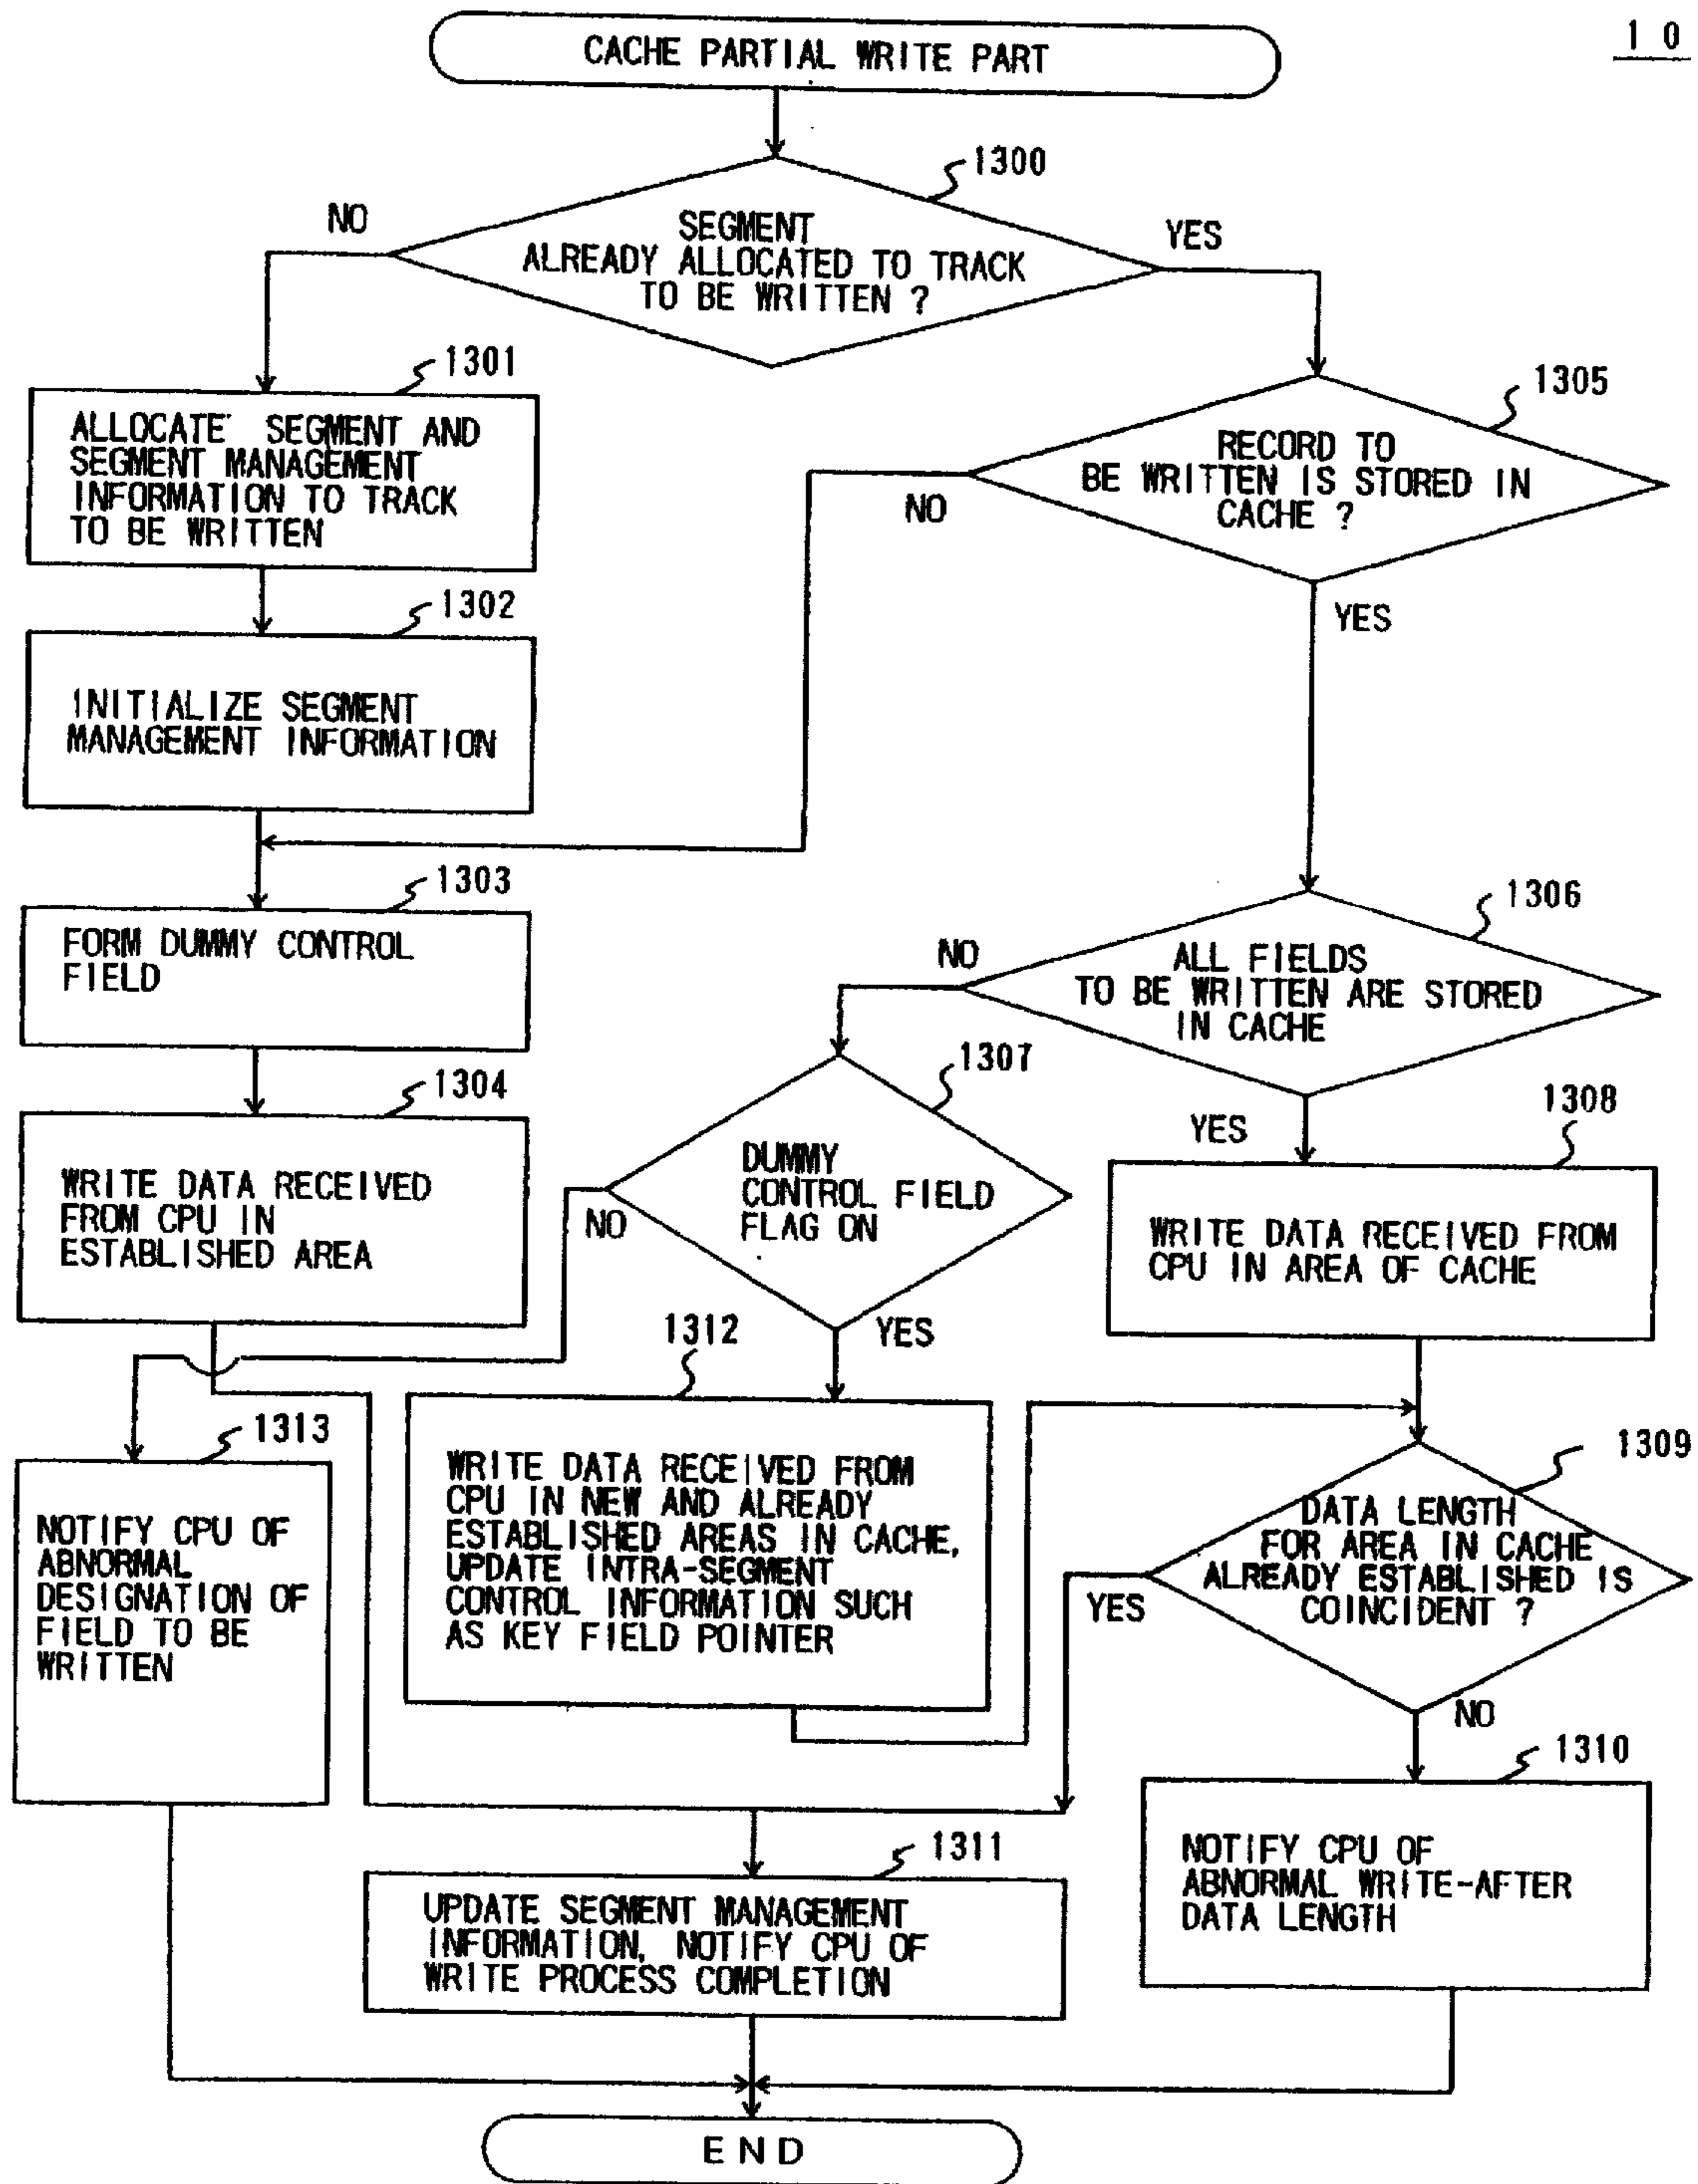 10
CACHE PARTIAL WRITE PART
1300
NO
SEGMENT
ALREADY ALLOCATED TO TRACK
TO BE WRITTEN ?
YES
1301
ALLOCATE SEGMENT AND
SEGMENT MANAGEMENT
INFORMATION TO TRACK
TO BE WRITTEN
1305
RECORD TO
BE WRITTEN IS STORED IN
CACHE ?
NO
YES
1302
INITIALIZE SEGMENT
MANAGEMENT INFORMATION
1303
FORM DUMMY CONTROL
FIELD
1306
NO
ALL FIELDS
TO BE WRITTEN ARE STORED
IN CACHE
YES
1304
WRITE DATA RECEIVED
FROM CPU IN
ESTABLISHED AREA
1307
DUMMY
CONTROL FIELD
FLAG ON
NO
YES
1308
WRITE DATA RECEIVED FROM
CPU IN AREA OF CACHE
1312
WRITE DATA RECEIVED FROM
CPU IN NEW AND ALREADY
ESTABLISHED AREAS IN CACHE,
UPDATE INTRA-SEGMENT
CONTROL INFORMATION SUCH
AS KEY FIELD POINTER
1313
NOTIFY CPU OF
ABNORMAL
DESIGNATION OF
FIELD TO BE
WRITTEN
1309
DATA LENGTH
FOR AREA IN CACHE
ALREADY ESTABLISHED IS
COINCIDENT ?
YES
NO
1310
NOTIFY CPU OF
ABNORMAL WRITE-AFTER
DATA LENGTH
1311
UPDATE SEGMENT MANAGEMENT
INFORMATION, NOTIFY CPU OF
WRITE PROCESS COMPLETION
END